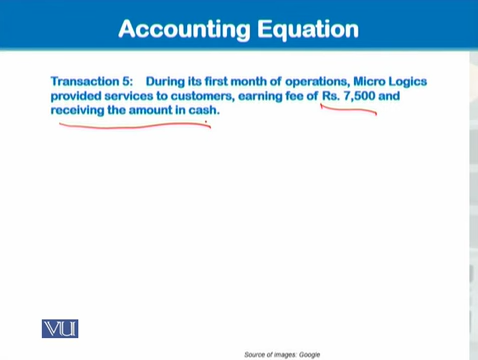 Accounting Equation
Transaction 5: During its first month of operations, Micro Logics
provided services to customers, earning fee of Rs. 7,500 and
receiving the amount in cash.
VU
Source of images: Google